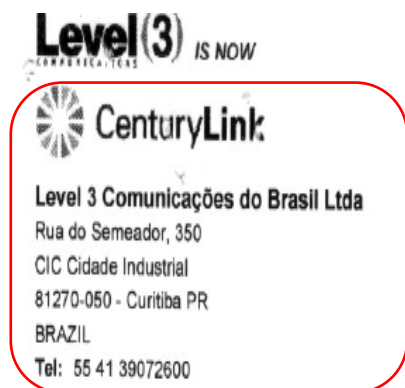 Level(3) IS NOW
COMMUNICATIONS
CenturyLink
Level 3 Comunicações do Brasil Ltda
Rua do Semeador, 350
CIC Cidade Industrial
81270-050 - Curitiba PR
BRAZIL
Tel: 55 41 39072600